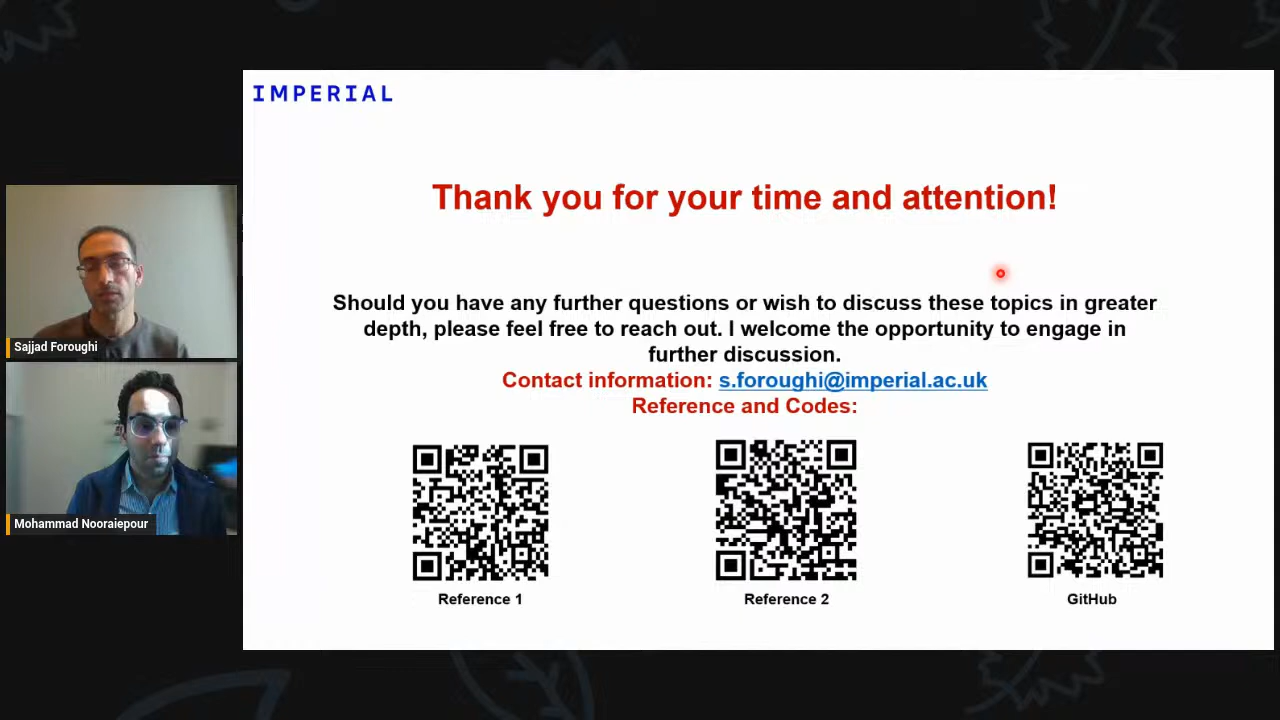 IMPERIAL
Thank you for your time and attention!
Should you have any further questions or wish to discuss these topics in greater
depth, please feel free to reach out. I welcome the opportunity to engage in
further discussion.
Contact information: s.foroughi@imperial.ac.uk
Reference and Codes:
Reference 1
Reference 2
GitHub
Sajjad Foroughi
Mohammad Nooraiepour